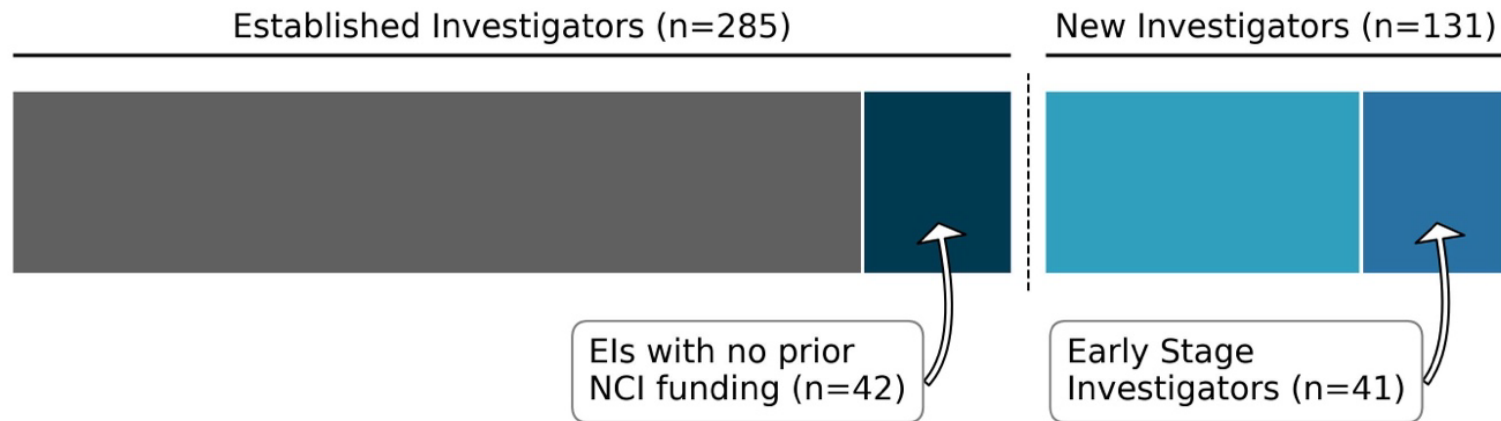 Established Investigators (n=285)
New Investigators (n=131)
EIs with no prior
NCI funding (n=42)
Early Stage
Investigators (n=41)